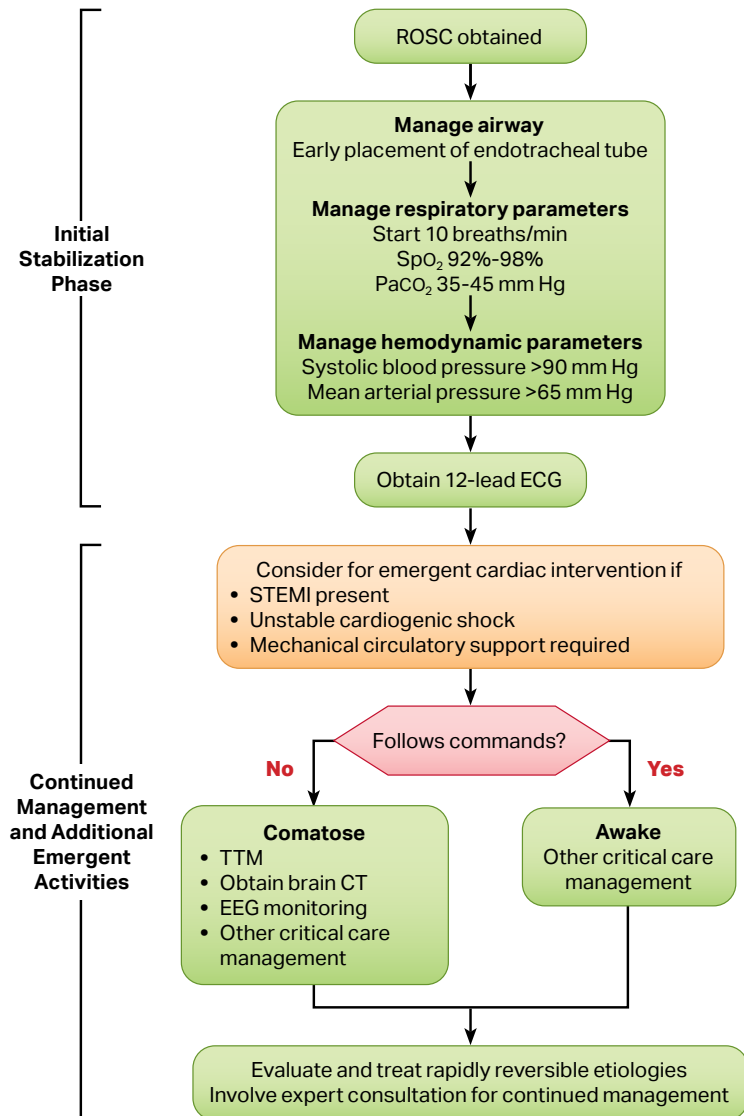 ROSC obtained
Initial
Stabilization
Phase
Manage airway
Early placement of endotracheal tube
Manage respiratory parameters
Start 10 breaths/min
SpO₂ 92%-98%
PaCO₂ 35-45 mm Hg
Manage hemodynamic parameters
Systolic blood pressure >90 mm Hg
Mean arterial pressure >65 mm Hg
Obtain 12-lead ECG
Continued
Management
and Additional
Emergent
Activities
Consider for emergent cardiac intervention if
• STEMI present
• Unstable cardiogenic shock
• Mechanical circulatory support required
Follows commands?
No
Yes
Comatose
• TTM
• Obtain brain CT
• EEG monitoring
• Other critical care
management
Awake
Other critical care
management
Evaluate and treat rapidly reversible etiologies
Involve expert consultation for continued management